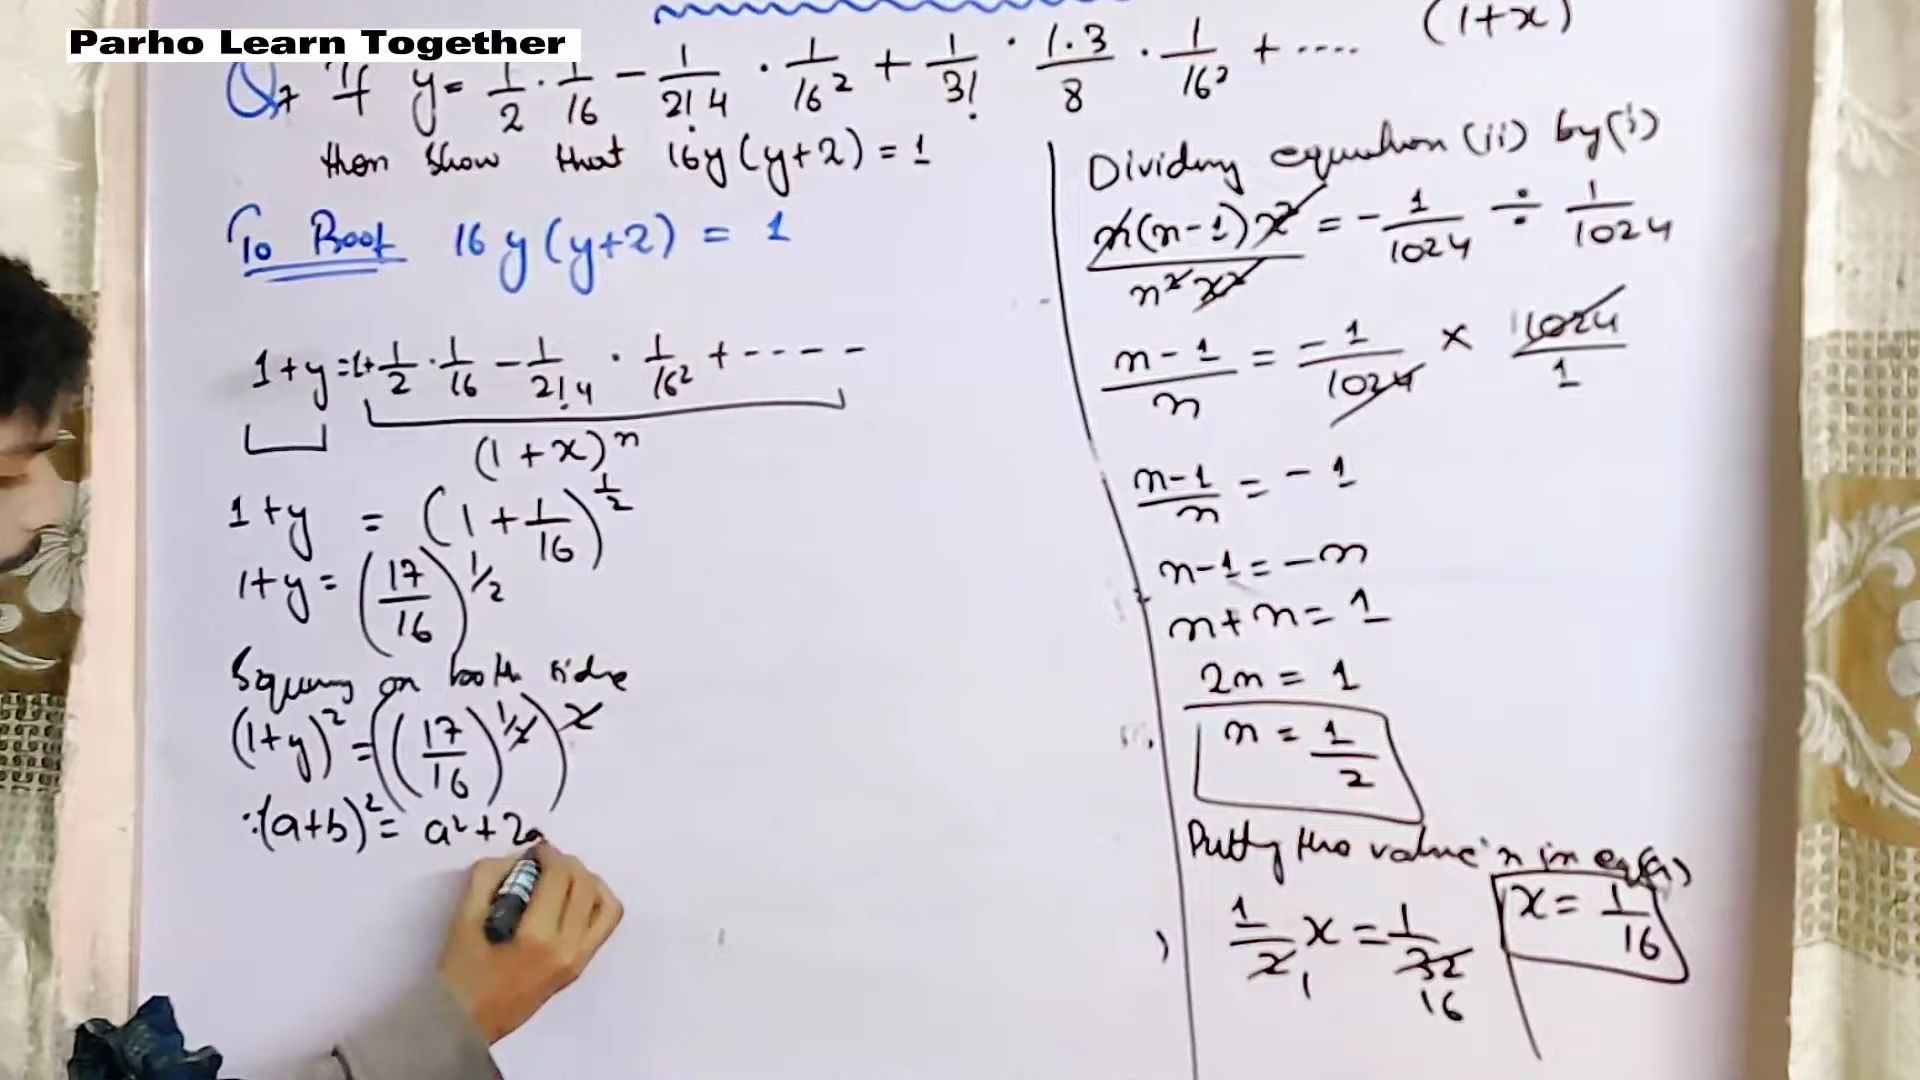 Parho Learn Together
(1+x)
Q7 If y= 1/2 · 1/16 − 1/2!4 · 1/16² + 1/3! · 1·3/8 · 1/16³ + ····
then show that 16y(y+2) = 1
To Proof 16y(y+2) = 1
1+y = 1+ 1/2 · 1/16 − 1/2!4 · 1/16² + - - - -
(1+x)ⁿ
1+y = (1 + 1/16)^1/2
1+y = (17/16)^1/2
Squaring on both side
(1+y)² = ((17/16)^1/2)^2
∵(a+b)² = a²+2a
Dividing equation (ii) by (i)
n(n-1)x²/n²x² = - 1/1024 ÷ 1/1024
n-1/n = -1/1024 × 1024/1
n-1/n = -1
n-1 = -n
n+n = 1
2n = 1
n = 1/2
Putting the value n in eq(a)
1/2 x = 1/32
1 16
x = 1/16